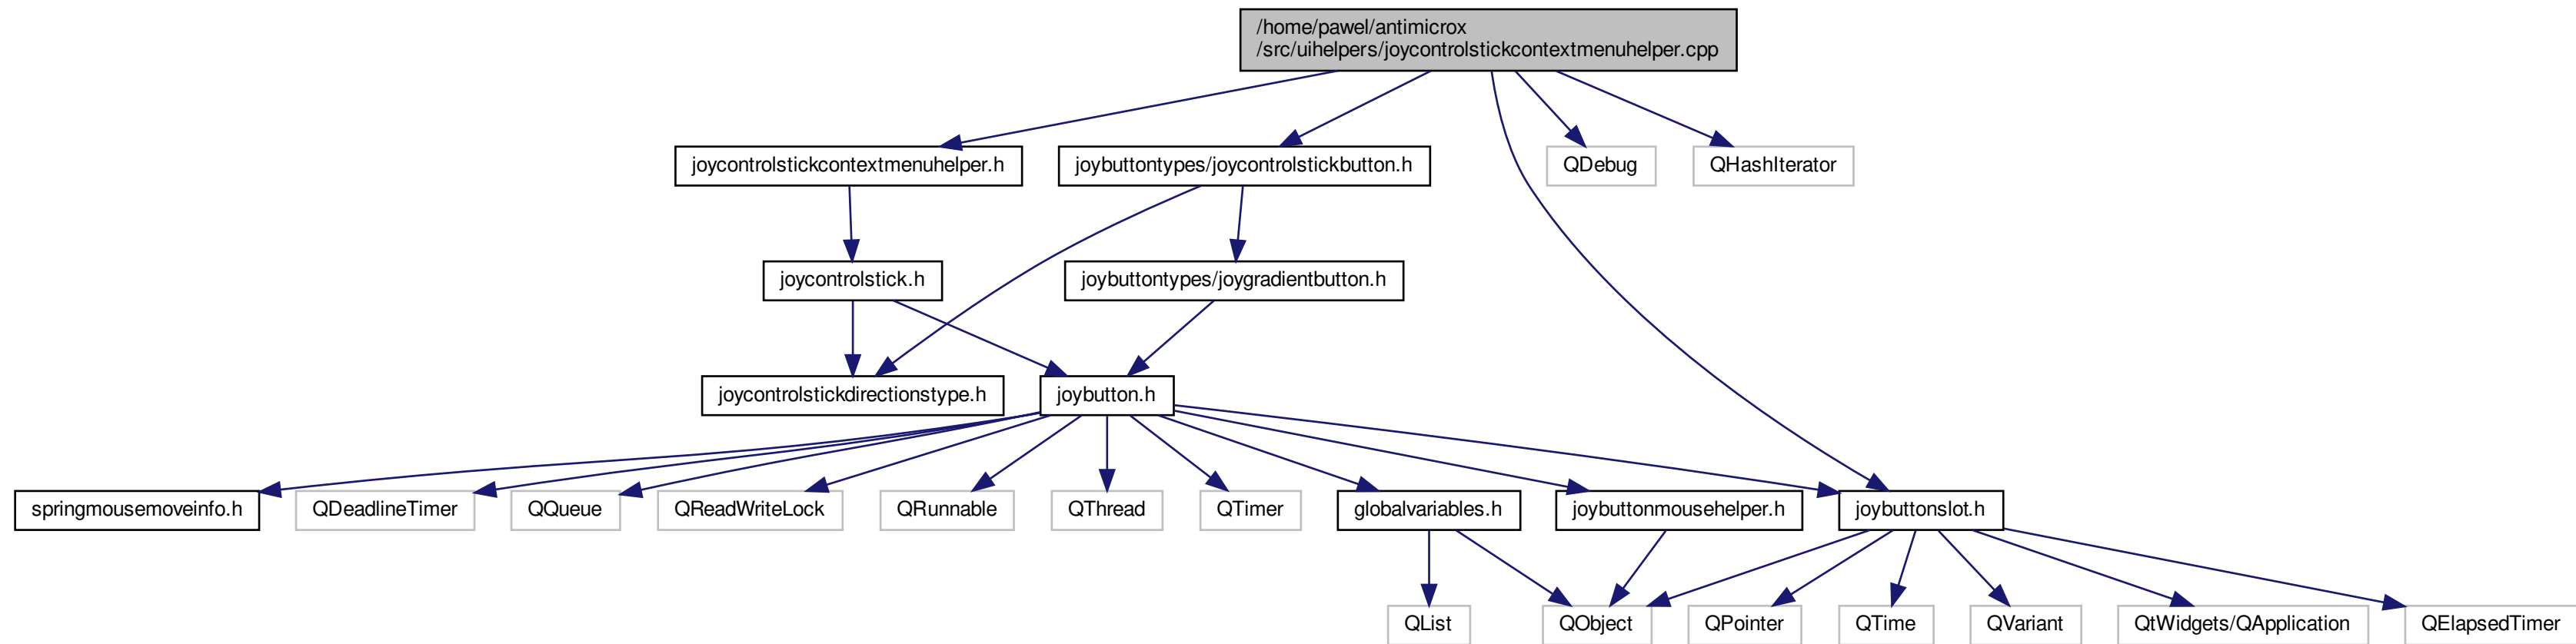 /home/pawel/antimicrox
/src/uihelpers/joycontrolstickcontextmenuhelper.cpp
joycontrolstickcontextmenuhelper.h
joybuttontypes/joycontrolstickbutton.h
QDebug
QHashIterator
joycontrolstick.h
joybuttontypes/joygradientbutton.h
joycontrolstickdirectionstype.h
joybutton.h
springmousemoveinfo.h
QDeadlineTimer
QQueue
QReadWriteLock
QRunnable
QThread
QTimer
globalvariables.h
joybuttonmousehelper.h
joybuttonslot.h
QList
QObject
QPointer
QTime
QVariant
QtWidgets/QApplication
QElapsedTimer